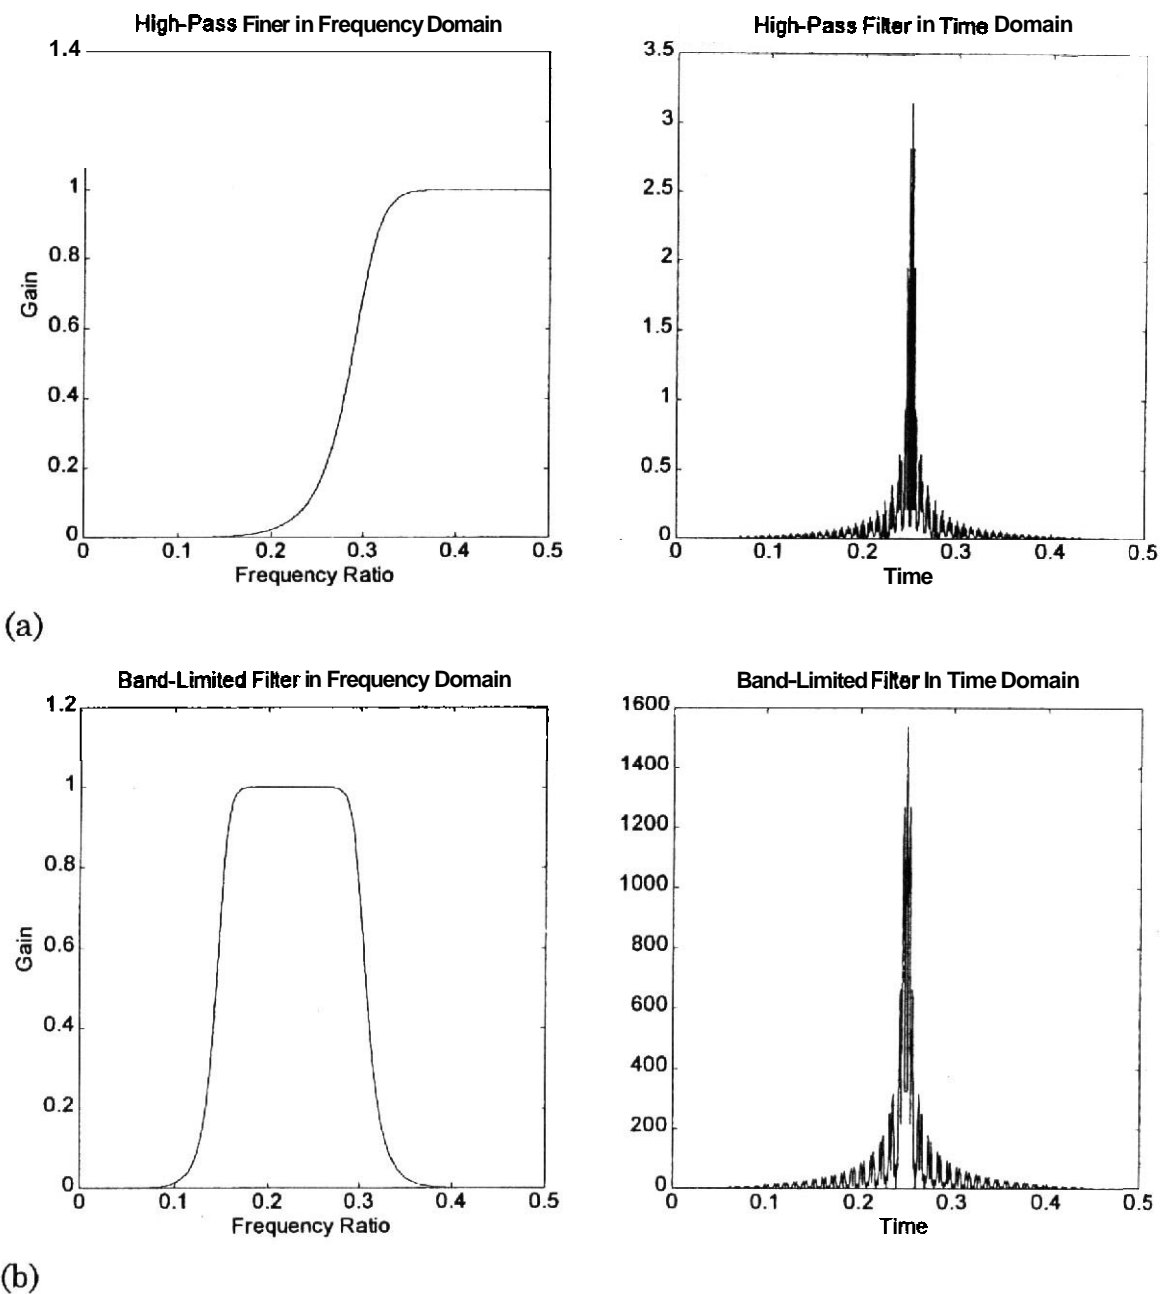 High-Pass Finer in Frequency Domain
1.4
1
0.8
0.6
0.4
0.2
0
Gain
0 0.1 0.2 0.3 0.4 0.5
Frequency Ratio
High-Pass Filter in Time Domain
3.5
3
2.5
2
1.5
1
0.5
0
0 0.1 0.2 0.3 0.4 0.5
Time
(a)
Band-Limited Filter in Frequency Domain
1.2
1
0.8
0.6
0.4
0.2
0
Gain
0 0.1 0.2 0.3 0.4 0.5
Frequency Ratio
Band-Limited Filter In Time Domain
1600
1400
1200
1000
800
600
400
200
0
0 0.1 0.2 0.3 0.4 0.5
Time
(b)